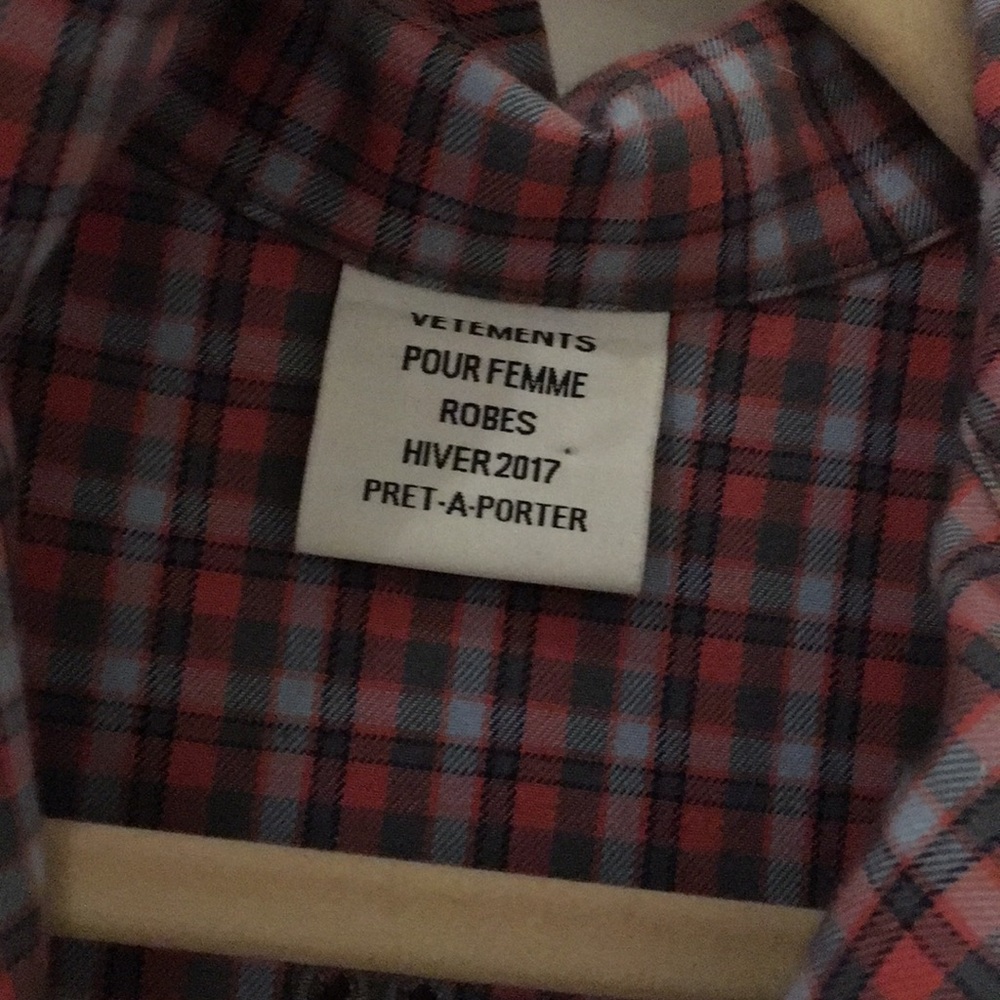 VETEMENTS
POUR FEMME
ROBES
HIVER 2017
PRET-A-PORTER